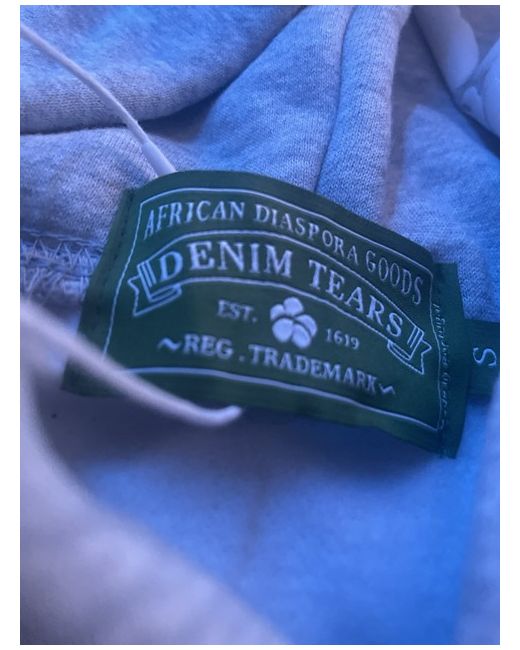 AFRICAN DIASPORA GOODS
DENIM TEARS
EST. 1619
~REG. TRADEMARK~
S